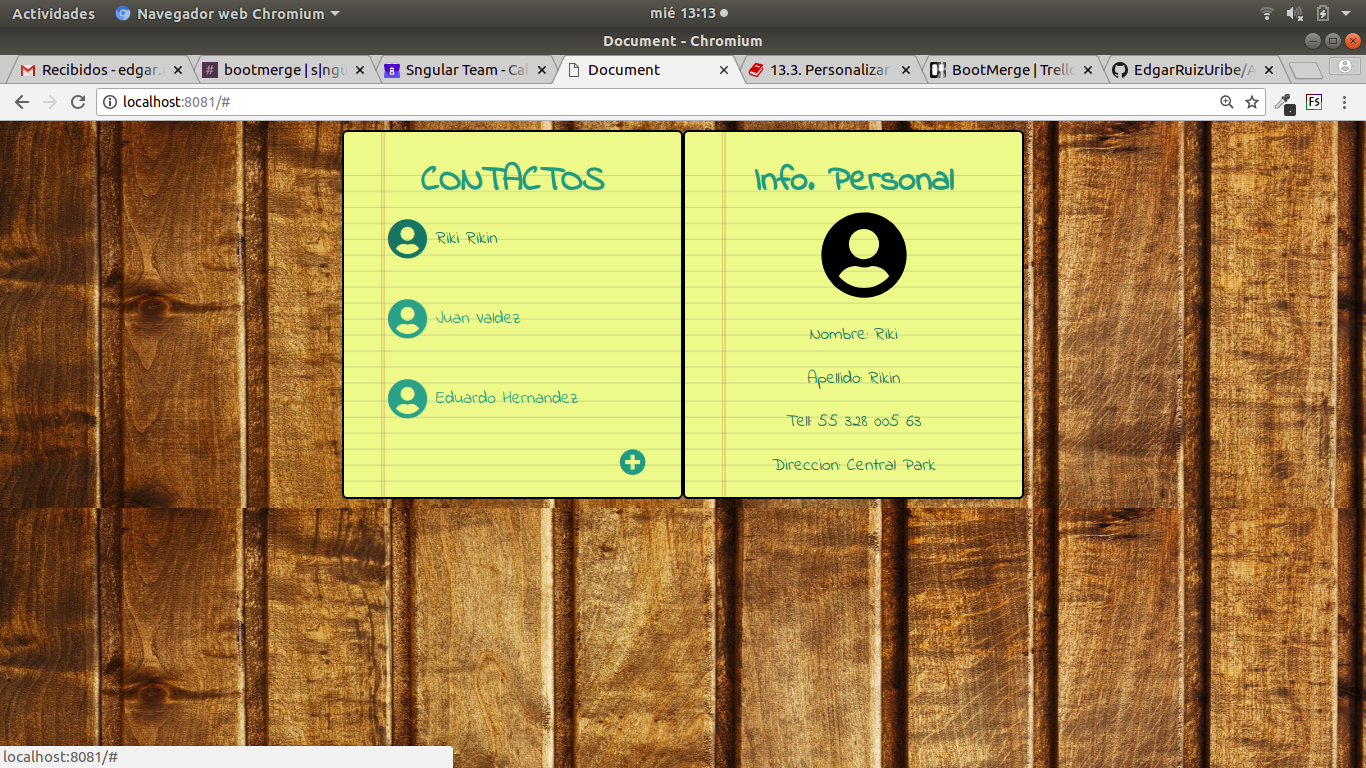 Actividades Navegador web Chromium mié 13:13
Document - Chromium
Recibidos - edgar. bootmerge | s|ngu Sngular Team - Cal Document 13.3. Personalizar BootMerge | Trello EdgarRuizUribe/A
localhost:8081/# FS
CONTACTOS
Riki Rikin
Juan Valdez
Eduardo Hernandez
Info. Personal
Nombre: Riki
Apellido: Rikin
Tell: 55 328 005 63
Direccion: Central Park
localhost:8081/#